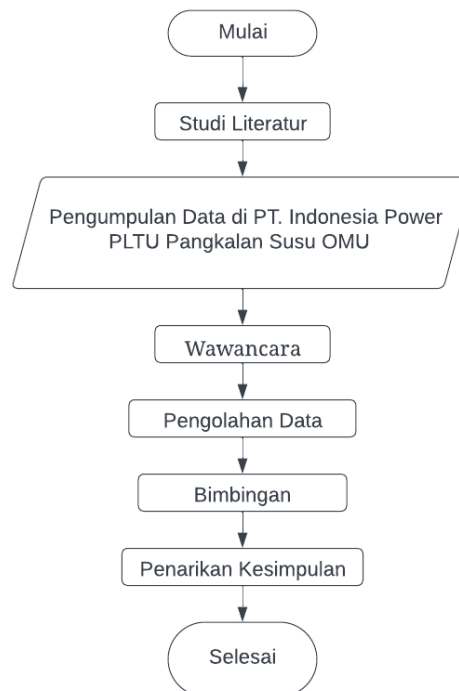 Mulai
Studi Literatur
Pengumpulan Data di PT. Indonesia Power
PLTU Pangkalan Susu OMU
Wawancara
Pengolahan Data
Bimbingan
Penarikan Kesimpulan
Selesai